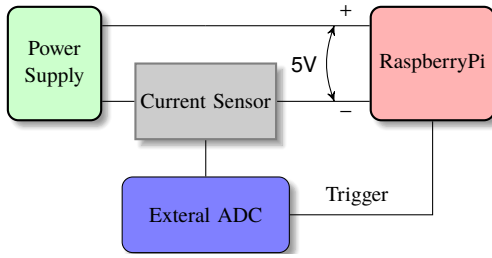 +
Power
Supply
5V
RaspberryPi
Current Sensor
−
Exteral ADC
Trigger